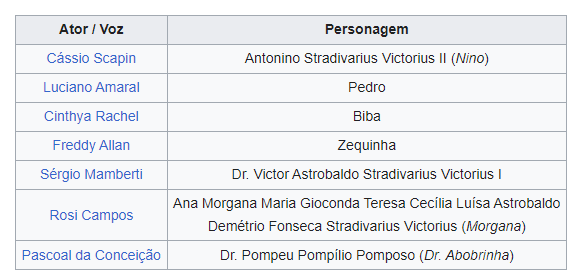 Ator / Voz Personagem
Cássio Scapin Antonino Stradivarius Victorius II (Nino)
Luciano Amaral Pedro
Cinthya Rachel Biba
Freddy Allan Zequinha
Sérgio Mamberti Dr. Victor Astrobaldo Stradivarius Victorius I
Rosi Campos Ana Morgana Maria Gioconda Teresa Cecília Luísa Astrobaldo
Demétrio Fonseca Stradivarius Victorius (Morgana)
Pascoal da Conceição Dr. Pompeu Pompílio Pomposo (Dr. Abobrinha)